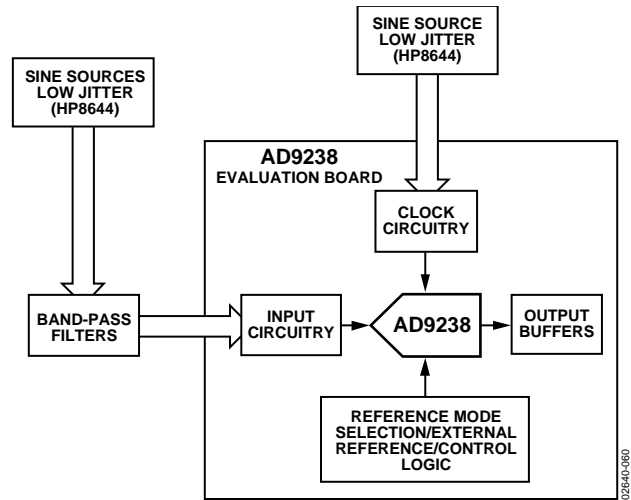 SINE SOURCE
LOW JITTER
(HP8644)
SINE SOURCES
LOW JITTER
(HP8644)
AD9238
EVALUATION BOARD
CLOCK
CIRCUITRY
BAND-PASS
FILTERS
INPUT
CIRCUITRY
AD9238
OUTPUT
BUFFERS
REFERENCE MODE
SELECTION/EXTERNAL
REFERENCE/CONTROL
LOGIC
02640-060